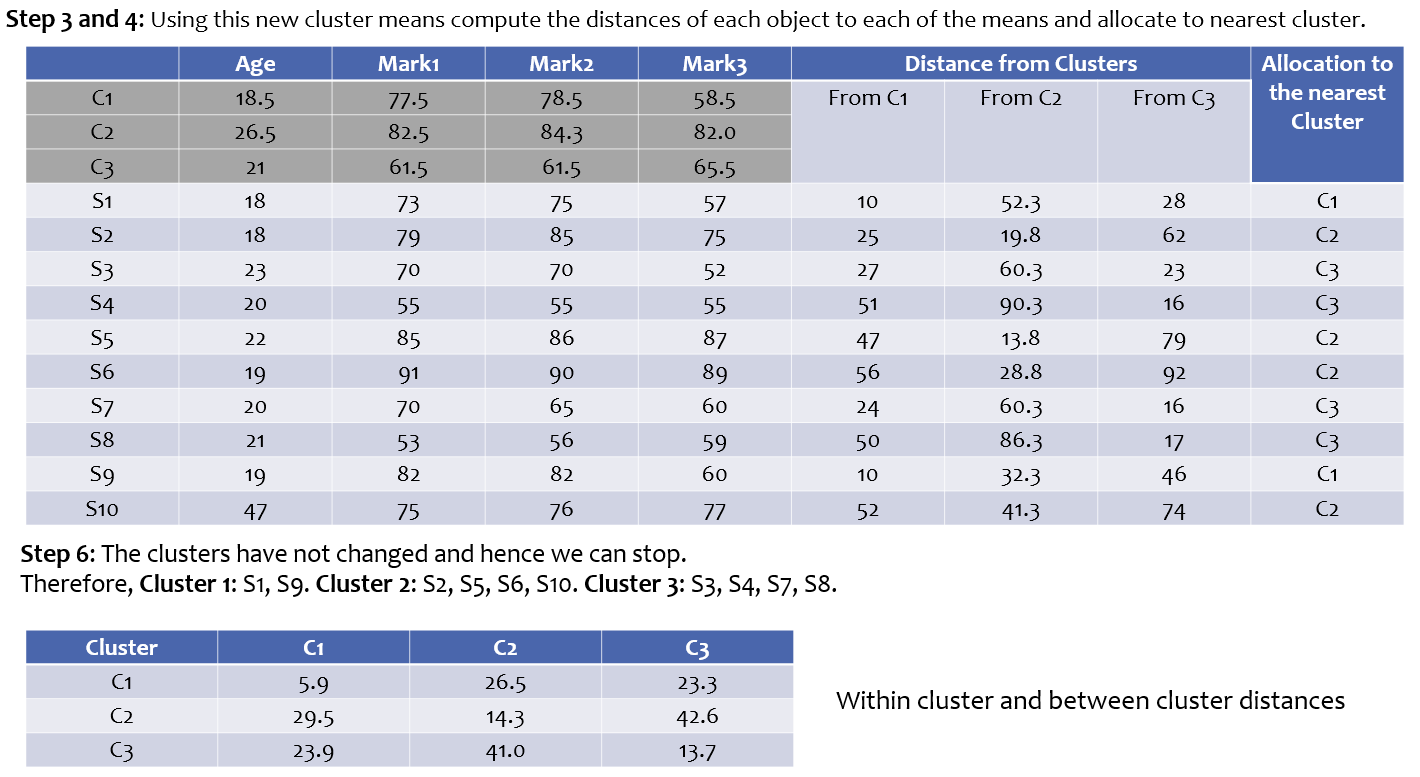 Step 3 and 4: Using this new cluster means compute the distances of each object to each of the means and allocate to nearest cluster.
Age Mark1 Mark2 Mark3 Distance from Clusters Allocation to the nearest Cluster
C1 18.5 77.5 78.5 58.5 From C1 From C2 From C3
C2 26.5 82.5 84.3 82.0
C3 21 61.5 61.5 65.5
S1 18 73 75 57 10 52.3 28 C1
S2 18 79 85 75 25 19.8 62 C2
S3 23 70 70 52 27 60.3 23 C3
S4 20 55 55 55 51 90.3 16 C3
S5 22 85 86 87 47 13.8 79 C2
S6 19 91 90 89 56 28.8 92 C2
S7 20 70 65 60 24 60.3 16 C3
S8 21 53 56 59 50 86.3 17 C3
S9 19 82 82 60 10 32.3 46 C1
S10 47 75 76 77 52 41.3 74 C2
Step 6: The clusters have not changed and hence we can stop.
Therefore, Cluster 1: S1, S9. Cluster 2: S2, S5, S6, S10. Cluster 3: S3, S4, S7, S8.
Cluster C1 C2 C3
C1 5.9 26.5 23.3
C2 29.5 14.3 42.6
C3 23.9 41.0 13.7
Within cluster and between cluster distances